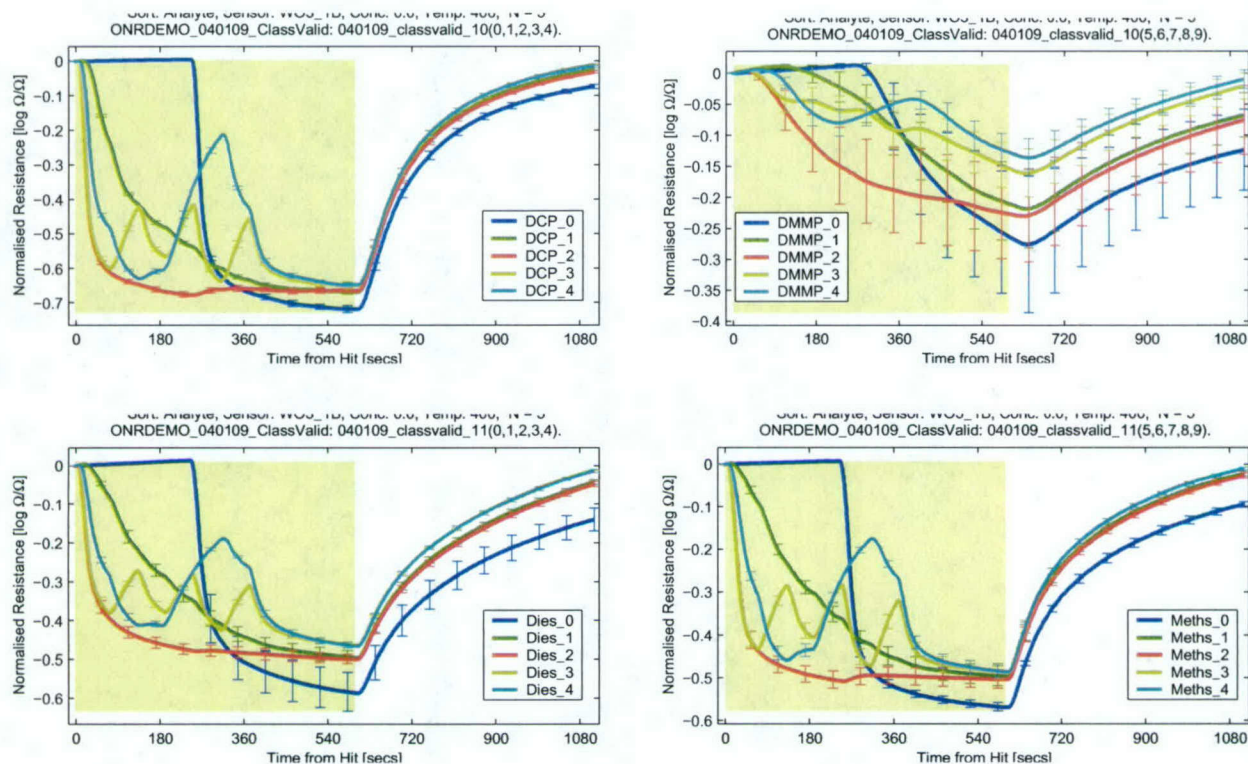 ONRDEMO_040109_ClassValid: 040109_classvalid_10(0,1,2,3,4).
Normalised Resistance [log Ω/Ω]
0
−0.1
−0.2
−0.3
−0.4
−0.5
−0.6
−0.7
DCP_0
DCP_1
DCP_2
DCP_3
DCP_4
0 180 360 540 720 900 1080
Time from Hit [secs]
ONRDEMO_040109_ClassValid: 040109_classvalid_10(5,6,7,8,9).
Normalised Resistance [log Ω/Ω]
0
−0.05
−0.1
−0.15
−0.2
−0.25
−0.3
−0.35
−0.4
DMMP_0
DMMP_1
DMMP_2
DMMP_3
DMMP_4
0 180 360 540 720 900 1080
Time from Hit [secs]
ONRDEMO_040109_ClassValid: 040109_classvalid_11(0,1,2,3,4).
Normalised Resistance [log Ω/Ω]
0
−0.1
−0.2
−0.3
−0.4
−0.5
−0.6
Dies_0
Dies_1
Dies_2
Dies_3
Dies_4
0 180 360 540 720 900 1080
Time from Hit [secs]
ONRDEMO_040109_ClassValid: 040109_classvalid_11(5,6,7,8,9).
Normalised Resistance [log Ω/Ω]
0
−0.1
−0.2
−0.3
−0.4
−0.5
−0.6
Meths_0
Meths_1
Meths_2
Meths_3
Meths_4
0 180 360 540 720 900 1080
Time from Hit [secs]